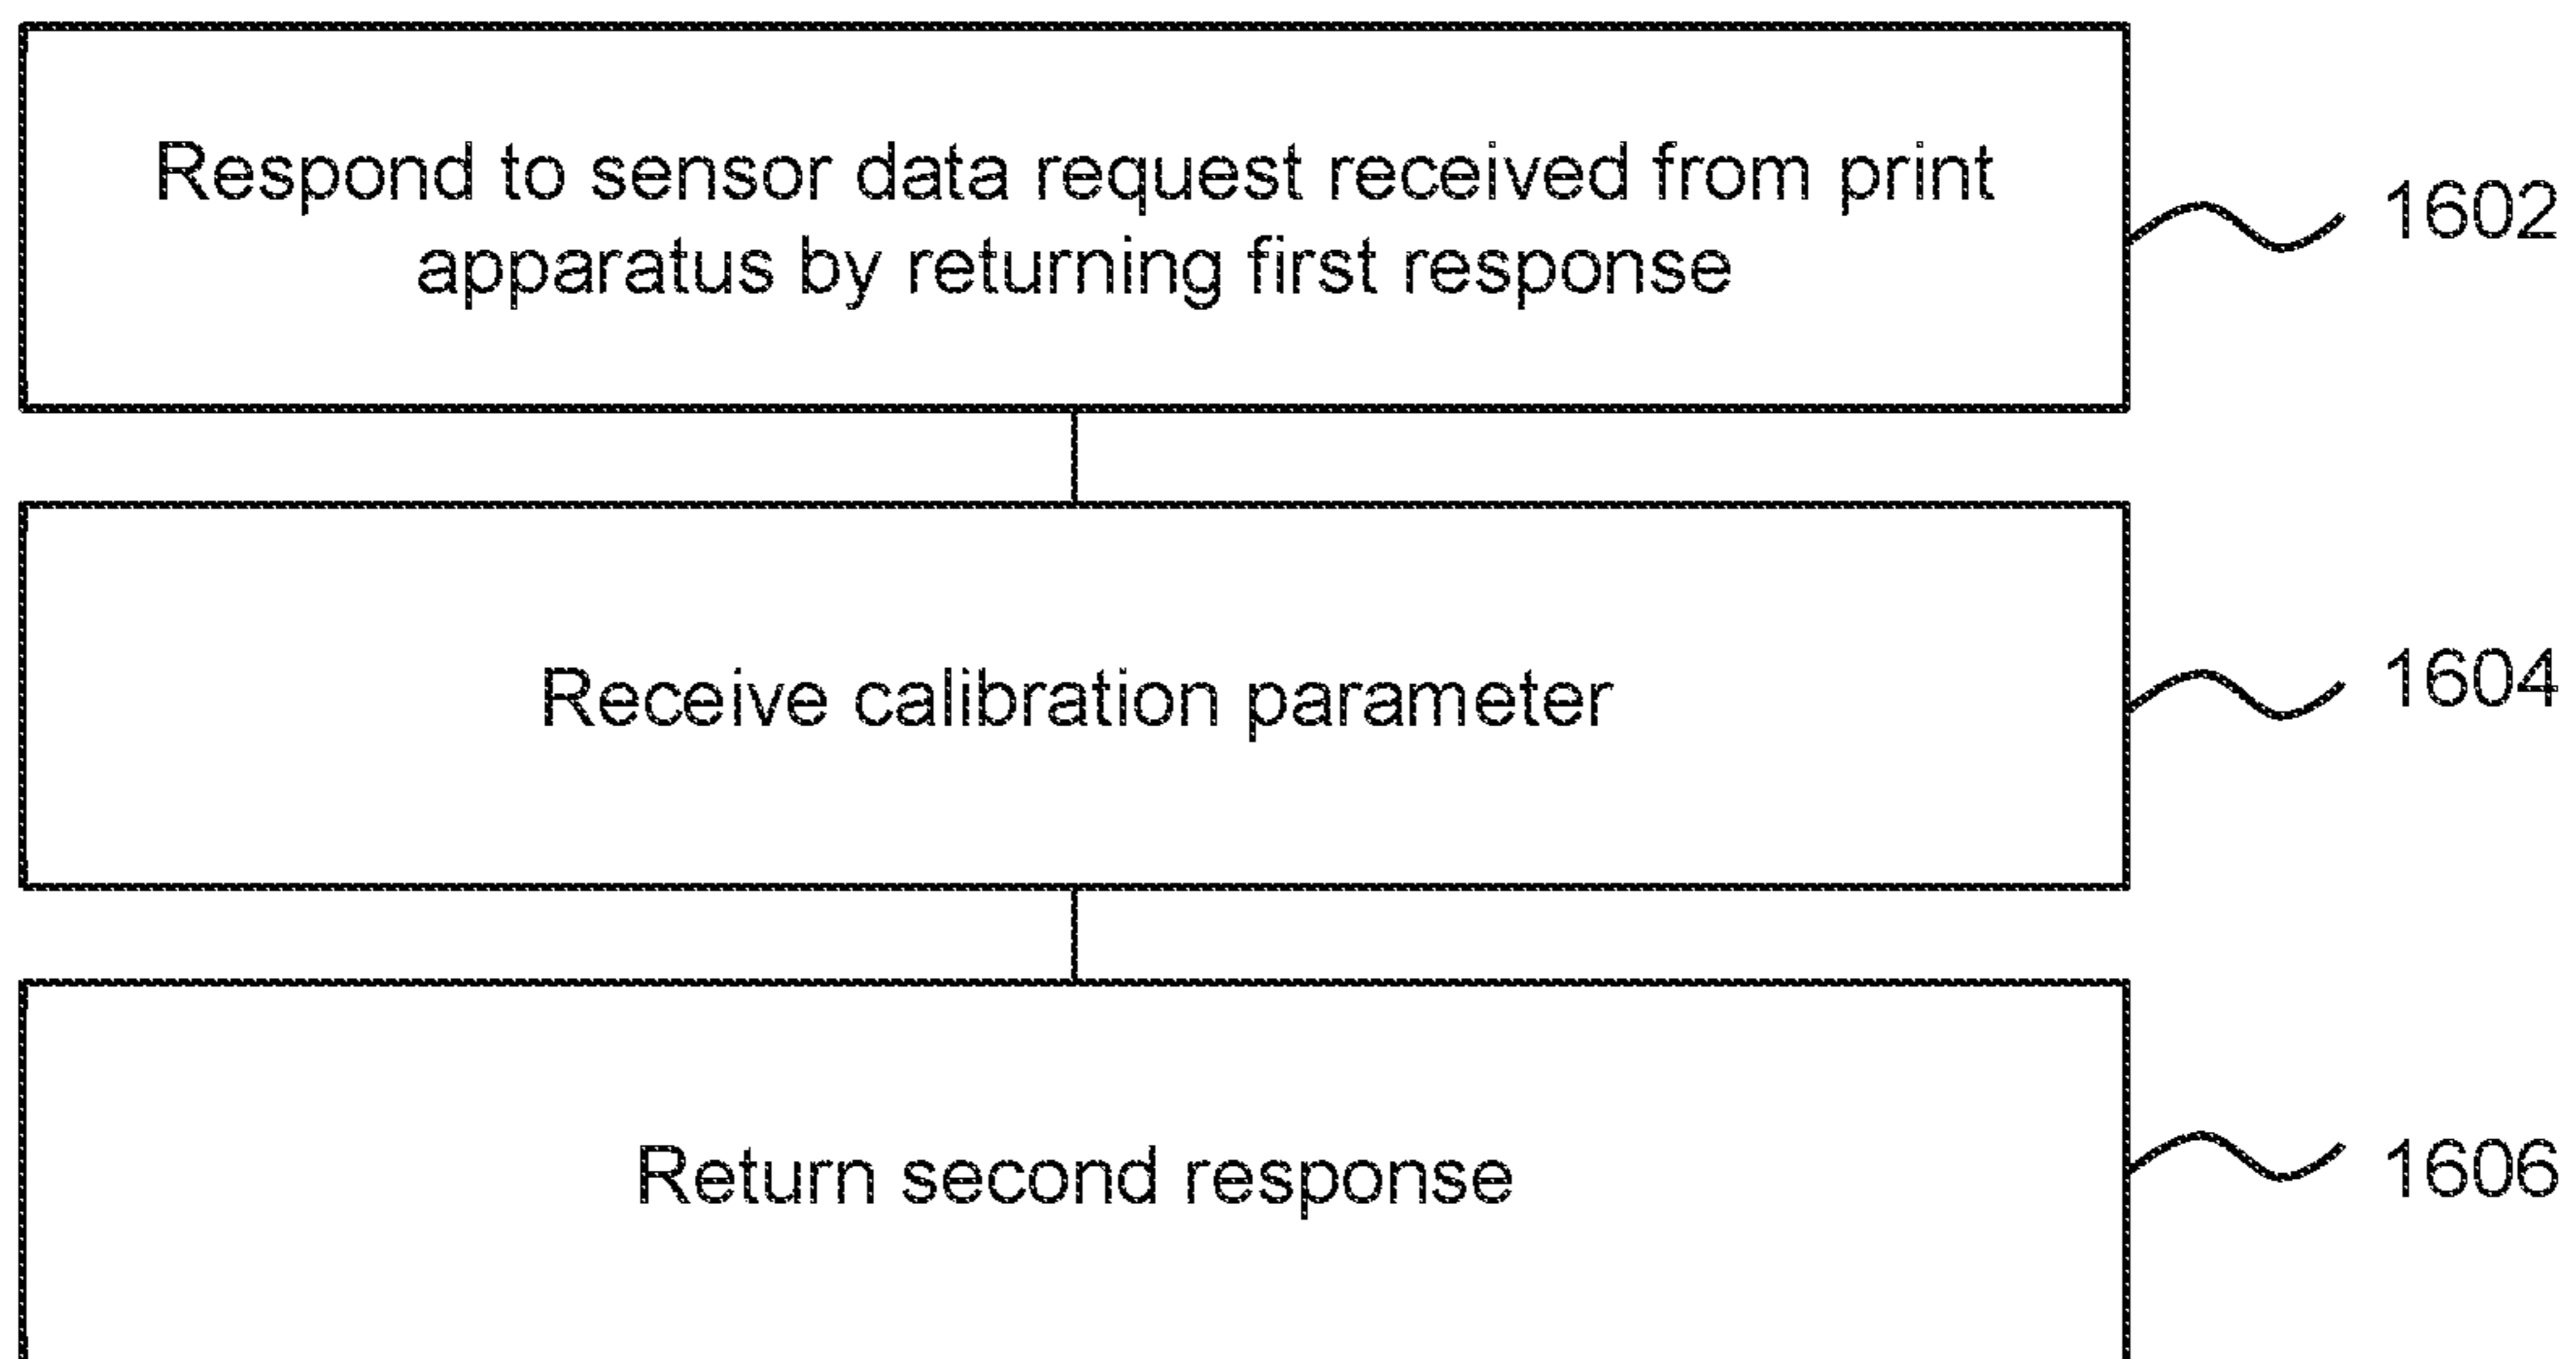 Respond to sensor data request received from print
apparatus by returning first response
1602
Receive calibration parameter
1604
Return second response
1606